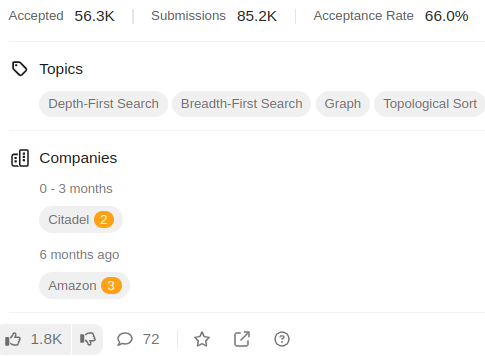 Accepted 56.3K Submissions 85.2K Acceptance Rate 66.0%
Topics
Depth-First Search Breadth-First Search Graph Topological Sort
Companies
0 - 3 months
Citadel 2
6 months ago
Amazon 3
1.8K 72